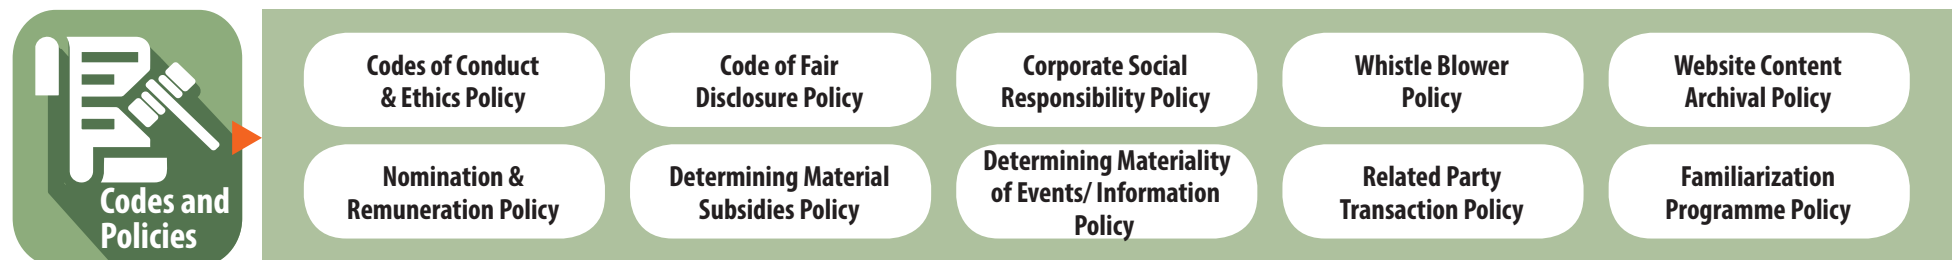 Codes and
Policies
Codes of Conduct
& Ethics Policy
Code of Fair
Disclosure Policy
Corporate Social
Responsibility Policy
Whistle Blower
Policy
Website Content
Archival Policy
Nomination &
Remuneration Policy
Determining Material
Subsidies Policy
Determining Materiality
of Events/ Information
Policy
Related Party
Transaction Policy
Familiarization
Programme Policy